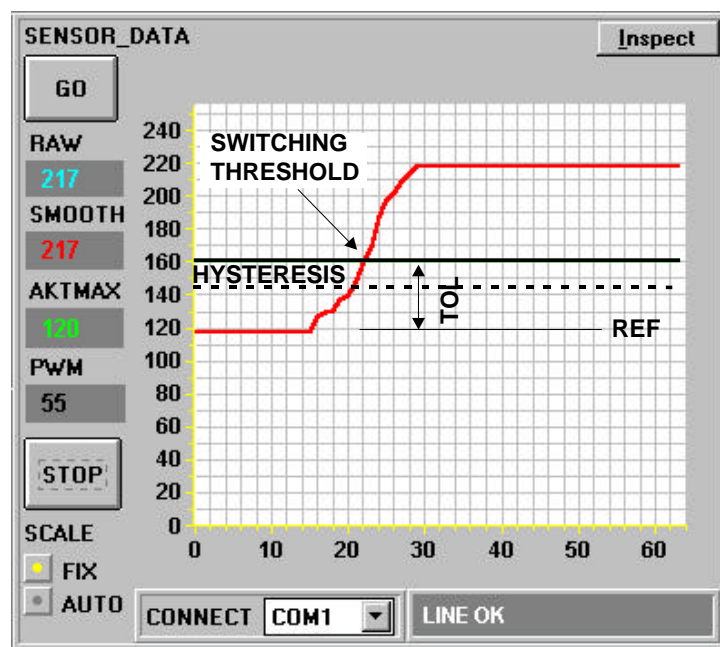 SENSOR_DATA
Inspect
GO
RAW
217
SMOOTH
217
AKTMAX
120
PWM
55
STOP
SCALE
FIX
AUTO
240
220
200
180
160
140
120
100
80
60
40
20
0
SWITCHING
THRESHOLD
HYSTERESIS
TOL
REF
0 10 20 30 40 50 60
CONNECT COM1
LINE OK